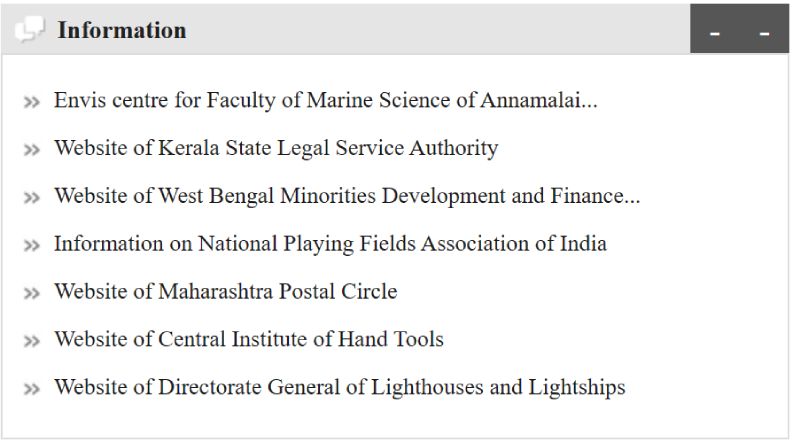 Information
Envis centre for Faculty of Marine Science of Annamalai...
Website of Kerala State Legal Service Authority
Website of West Bengal Minorities Development and Finance...
Information on National Playing Fields Association of India
Website of Maharashtra Postal Circle
Website of Central Institute of Hand Tools
Website of Directorate General of Lighthouses and Lightships